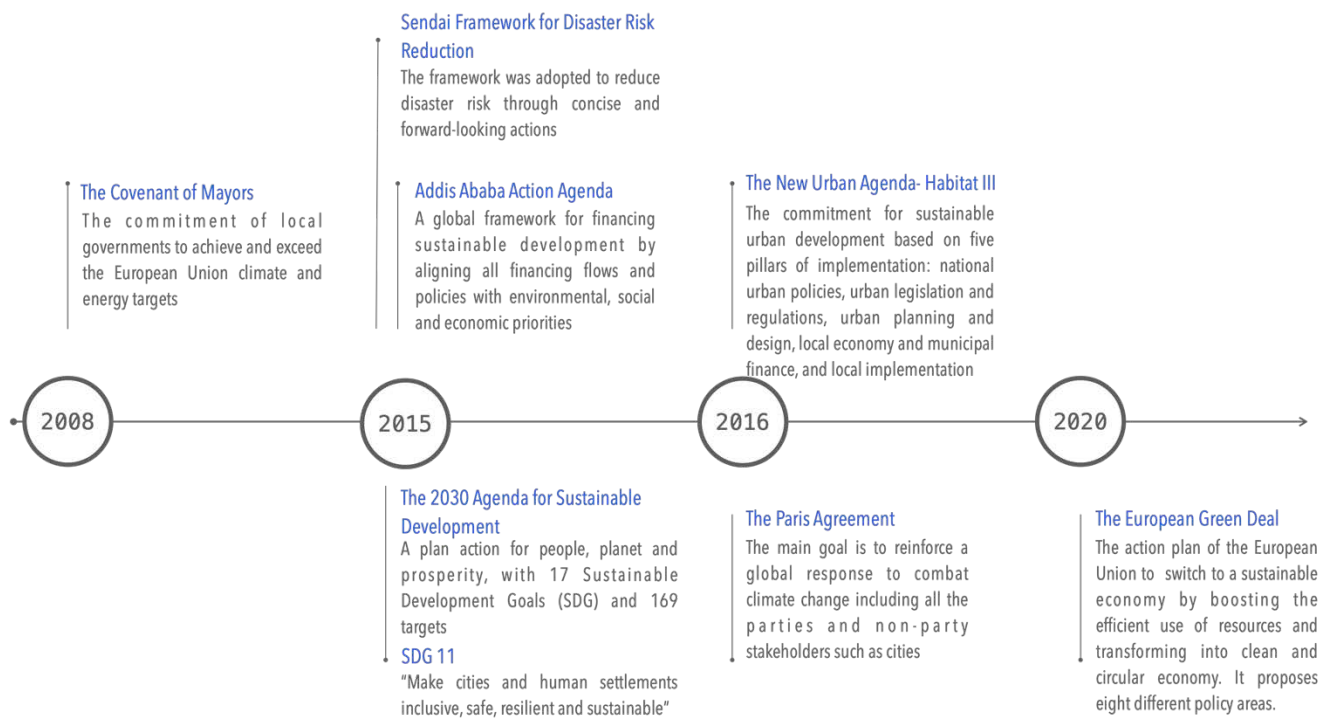 Sendai Framework for Disaster Risk
Reduction
The framework was adopted to reduce
disaster risk through concise and
forward-looking actions
The Covenant of Mayors
The commitment of local
governments to achieve and exceed
the European Union climate and
energy targets
Addis Ababa Action Agenda
A global framework for financing
sustainable development by
aligning all financing flows and
policies with environmental, social
and economic priorities
The New Urban Agenda- Habitat III
The commitment for sustainable
urban development based on five
pillars of implementation: national
urban policies, urban legislation and
regulations, urban planning and
design, local economy and municipal
finance, and local implementation
2008
2015
2016
2020
The 2030 Agenda for Sustainable
Development
A plan action for people, planet and
prosperity, with 17 Sustainable
Development Goals (SDG) and 169
targets
SDG 11
“Make cities and human settlements
inclusive, safe, resilient and sustainable”
The Paris Agreement
The main goal is to reinforce a
global response to combat
climate change including all the
parties and non-party
stakeholders such as cities
The European Green Deal
The action plan of the European
Union to switch to a sustainable
economy by boosting the
efficient use of resources and
transforming into clean and
circular economy. It proposes
eight different policy areas.